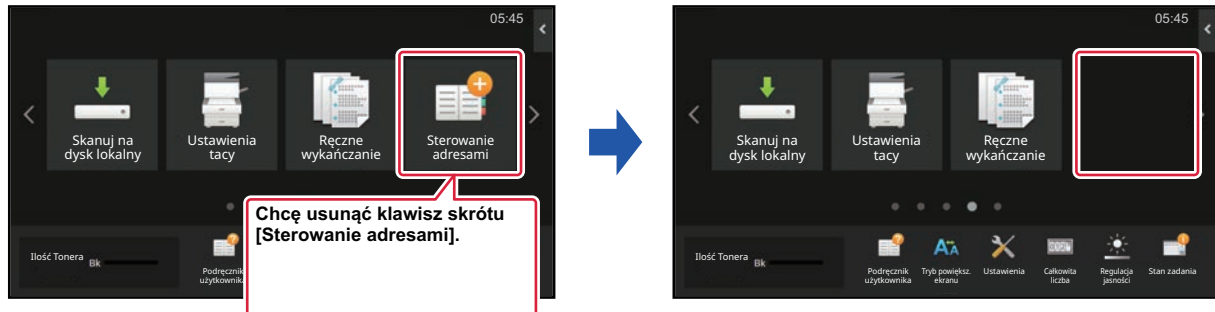 05:45
Skanuj na
dysk lokalny
Ustawienia
tacy
Ręczne
wykańczanie
Sterowanie
adresami
Chcę usunąć klawisz skrótu
[Sterowanie adresami].
Ilość Tonera
Bk
Podręcznik
użytkownika
05:45
Skanuj na
dysk lokalny
Ustawienia
tacy
Ręczne
wykańczanie
Ilość Tonera
Bk
Podręcznik
użytkownika
Tryb powiększ.
ekranu
Ustawienia
Całkowita
liczba
Regulacja
jasności
Stan zadania